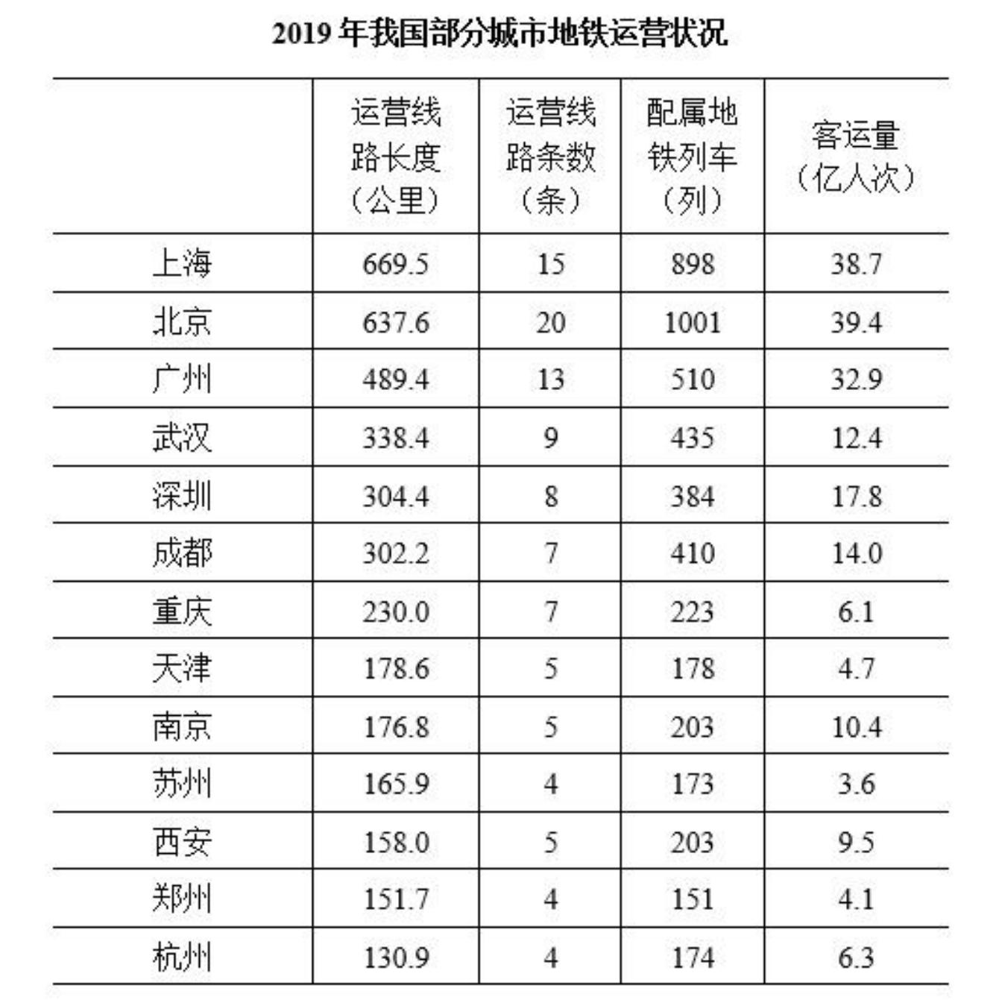 2019 年我国部分城市地铁运营状况
运营线路长度（公里） 运营线路条数（条） 配属地铁列车（列） 客运量（亿人次）
上海 669.5 15 898 38.7
北京 637.6 20 1001 39.4
广州 489.4 13 510 32.9
武汉 338.4 9 435 12.4
深圳 304.4 8 384 17.8
成都 302.2 7 410 14.0
重庆 230.0 7 223 6.1
天津 178.6 5 178 4.7
南京 176.8 5 203 10.4
苏州 165.9 4 173 3.6
西安 158.0 5 203 9.5
郑州 151.7 4 151 4.1
杭州 130.9 4 174 6.3